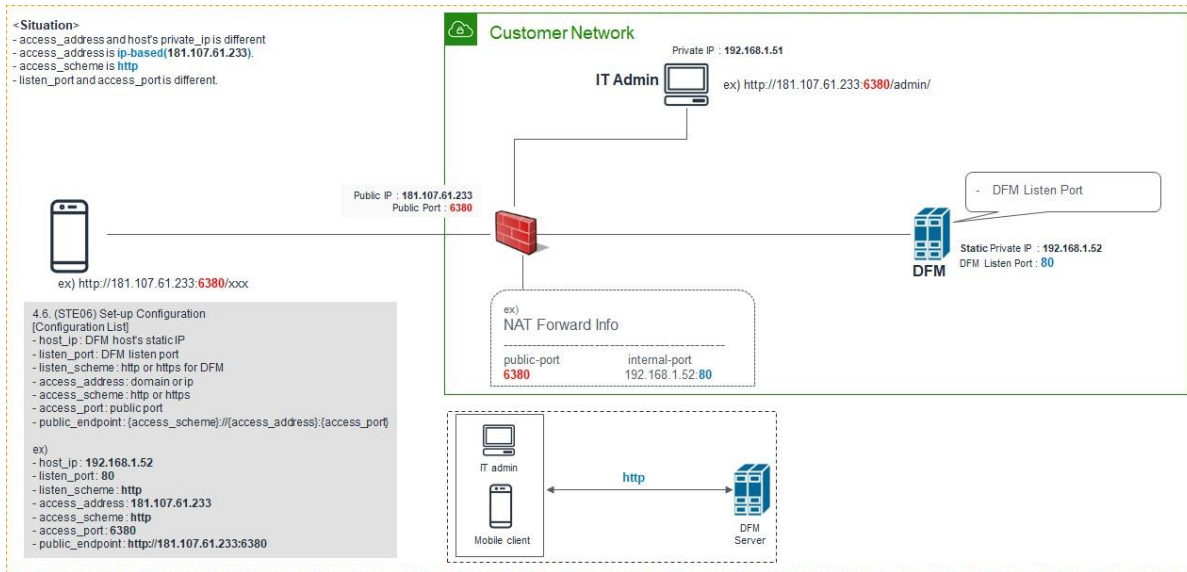 <Situation>
- access_address and host's private_ip is different
- access_address is ip-based(181.107.61.233).
- access_scheme is http
- listen_port and access_port is different.
Customer Network
Private IP : 192.168.1.51
IT Admin
ex) http://181.107.61.233:6380/admin/
Public IP : 181.107.61.233
Public Port : 6380
- DFM Listen Port
DFM
Static Private IP : 192.168.1.52
DFM Listen Port : 80
ex) http://181.107.61.233:6380/xxx
ex)
NAT Forward Info
--------------------------------------------------
public-port internal-port
6380 192.168.1.52:80
4.6. (STE06) Set-up Configuration
[Configuration List]
- host_ip : DFM host's static IP
- listen_port : DFM listen port
- listen_scheme : http or https for DFM
- access_address : domain or ip
- access_scheme : http or https
- access_port : public port
- public_endpoint : {access_scheme}://{access_address}:{access_port}
ex)
- host_ip : 192.168.1.52
- listen_port : 80
- listen_scheme : http
- access_address : 181.107.61.233
- access_scheme : http
- access_port : 6380
- public_endpoint : http://181.107.61.233:6380
IT admin
Mobile client
http
DFM
Server